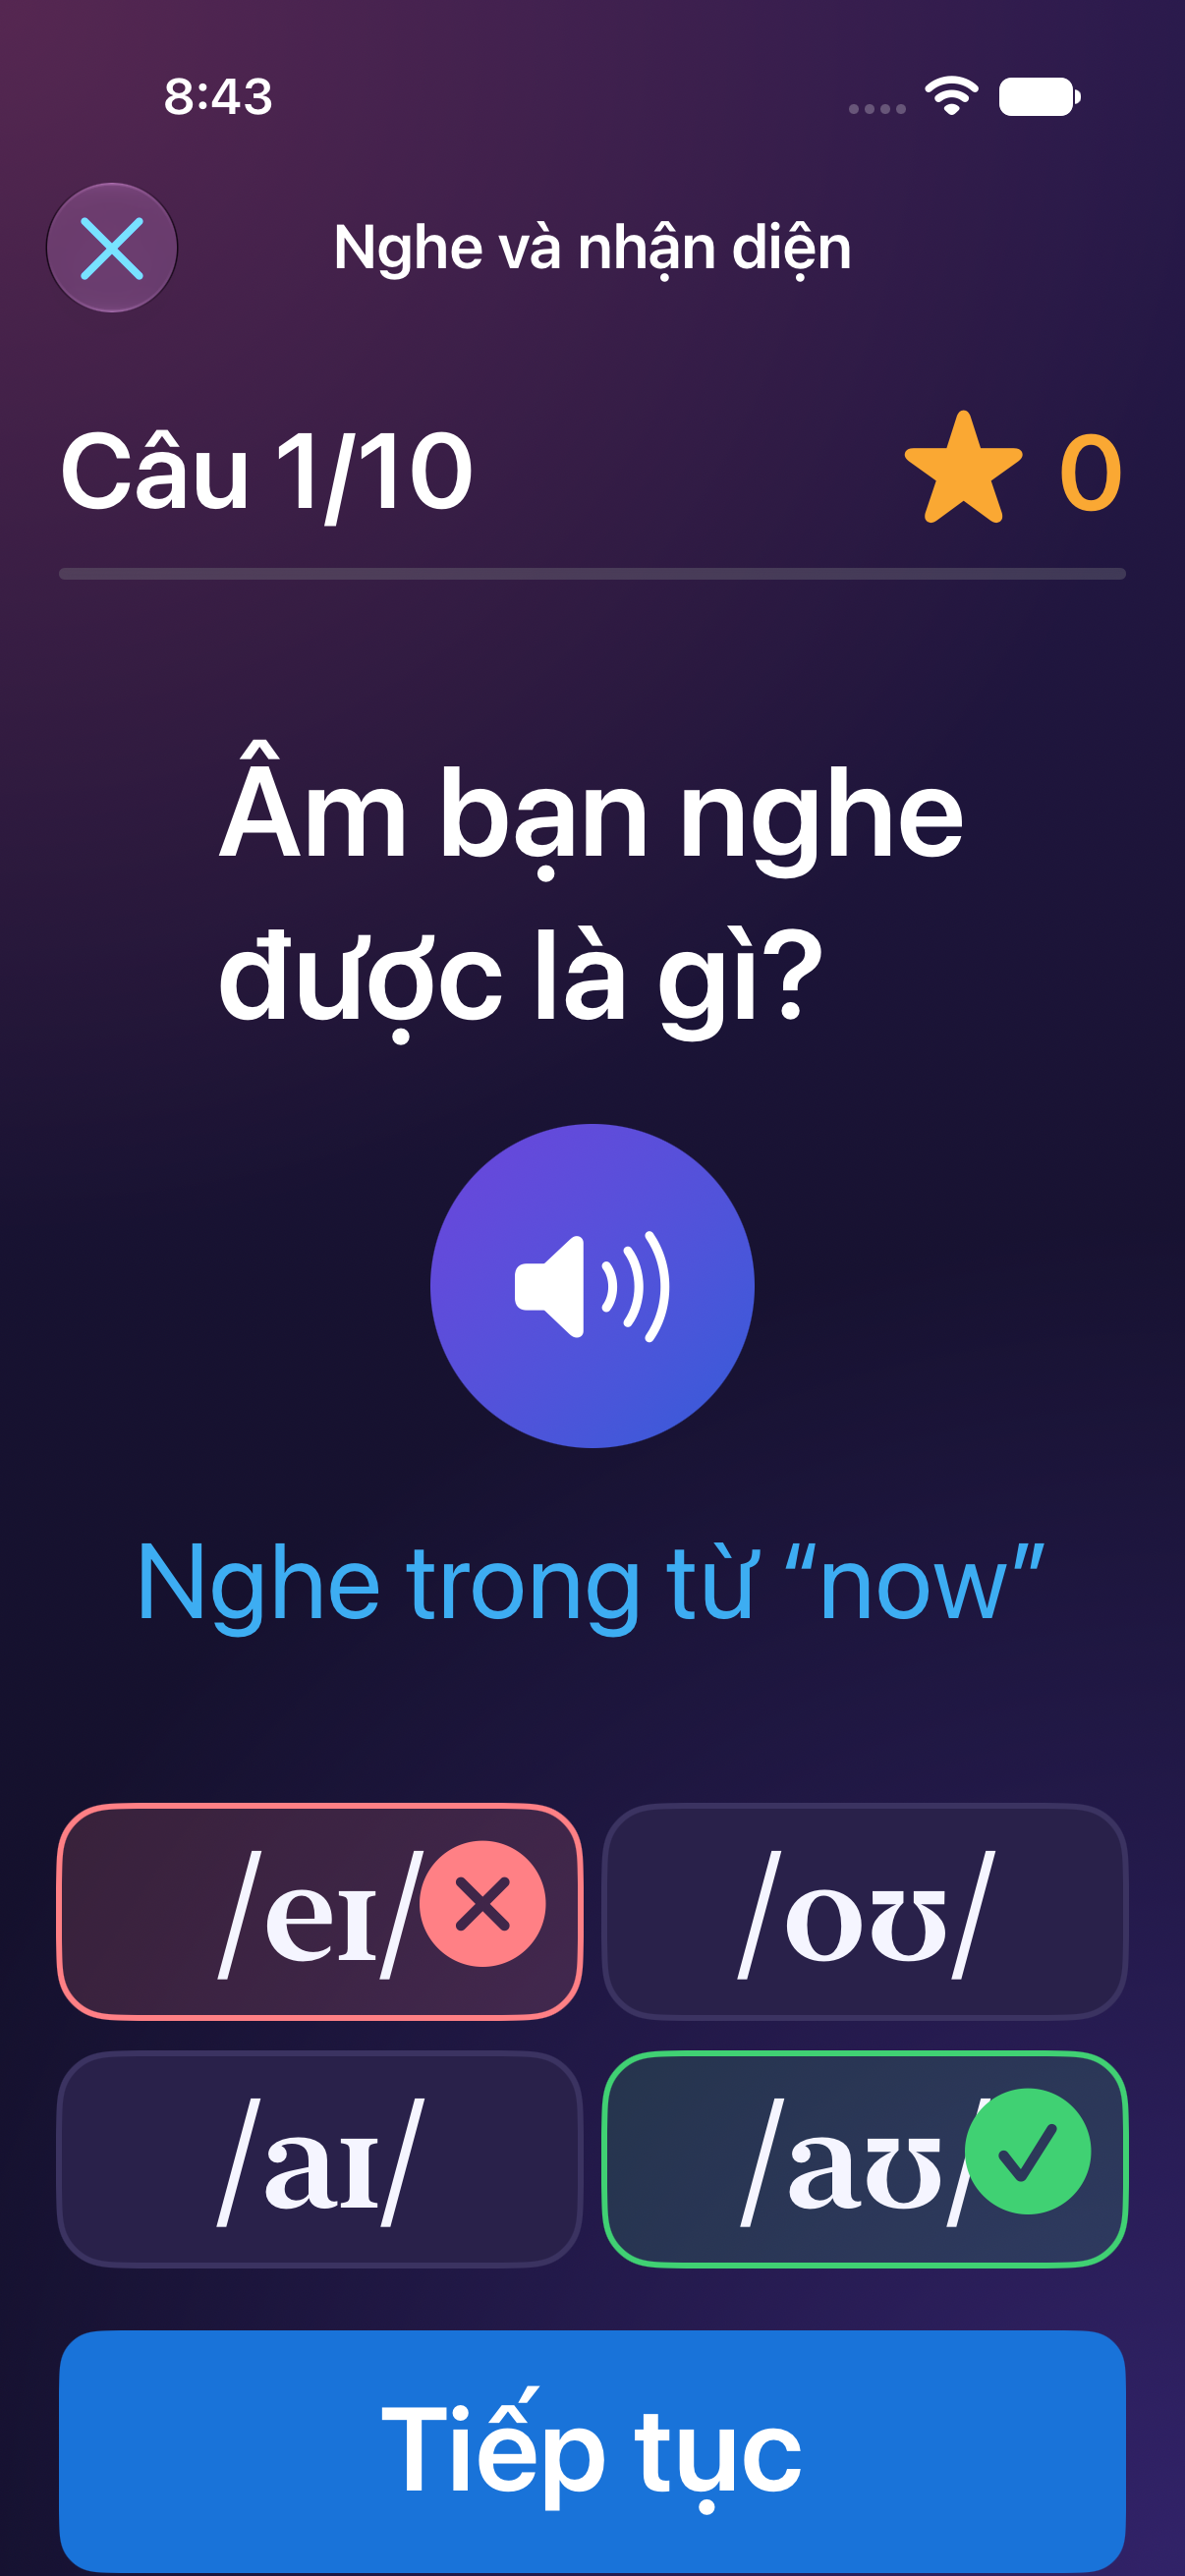 8:43
Nghe và nhận diện
Câu 1/10
0
Âm bạn nghe
được là gì?
Nghe trong từ “now”
/eɪ/
/oʊ/
/aɪ/
/aʊ/
Tiếp tục